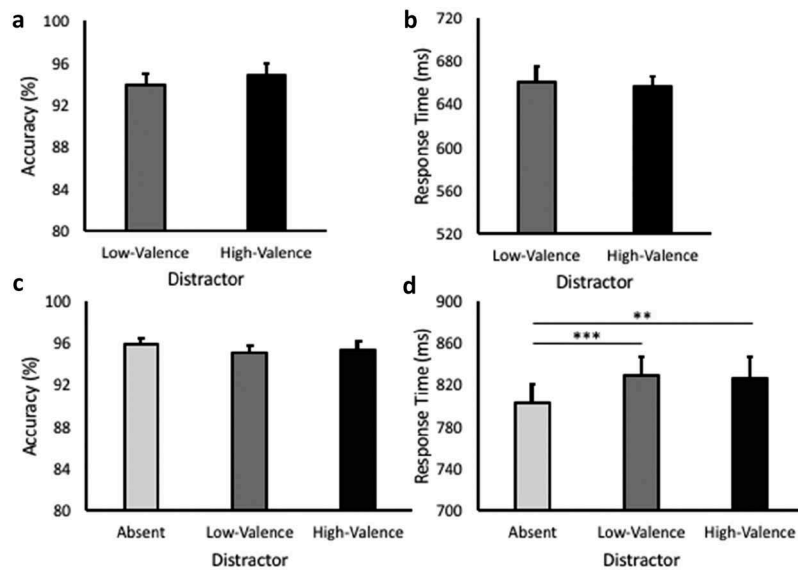 a
Accuracy (%)
100
96
92
88
84
80
Low-Valence High-Valence
Distractor
b
Response Time (ms)
720
680
640
600
560
520
Low-Valence High-Valence
Distractor
c
Accuracy (%)
100
96
92
88
84
80
Absent Low-Valence High-Valence
Distractor
d
Response Time (ms)
900
860
820
780
740
700
**
***
Absent Low-Valence High-Valence
Distractor